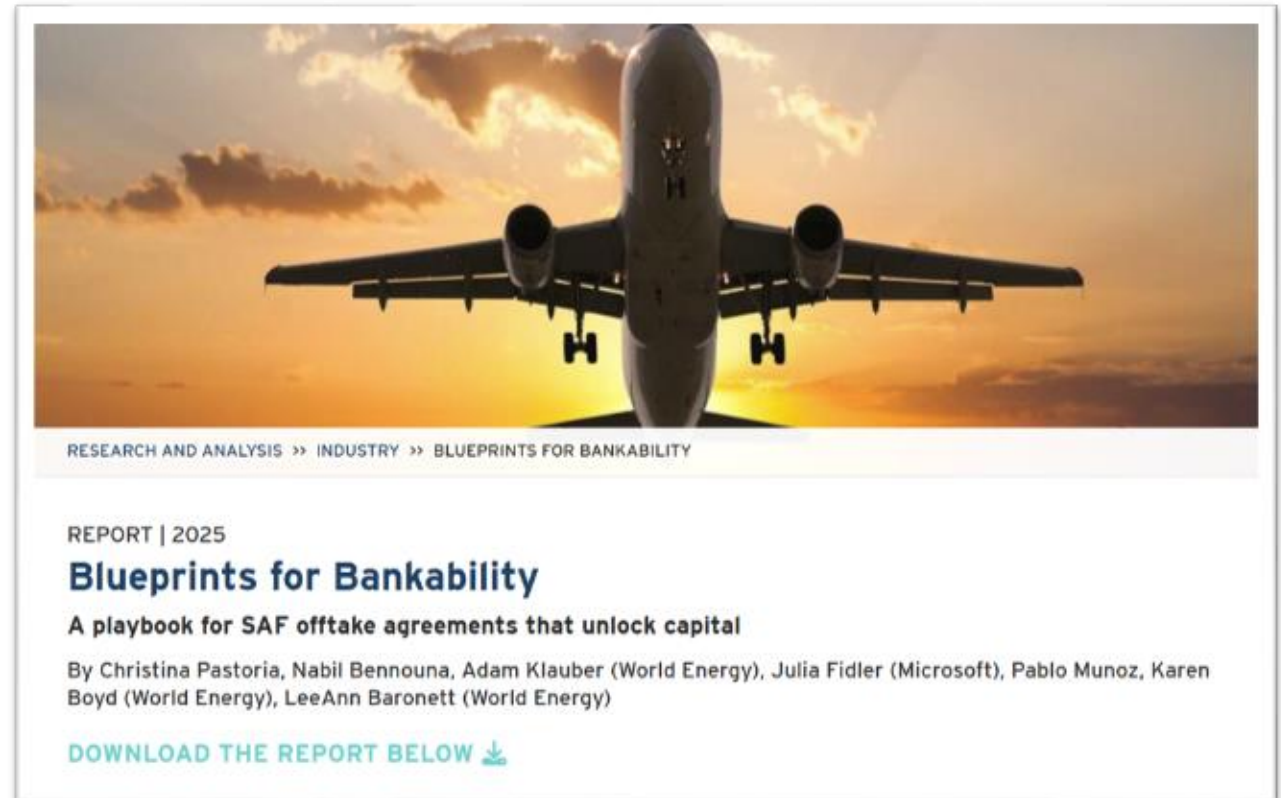 RESEARCH AND ANALYSIS >> INDUSTRY >> BLUEPRINTS FOR BANKABILITY
REPORT | 2025
Blueprints for Bankability
A playbook for SAF offtake agreements that unlock capital
By Christina Pastoria, Nabil Bennouna, Adam Klauber (World Energy), Julia Fidler (Microsoft), Pablo Munoz, Karen
Boyd (World Energy), LeeAnn Baronett (World Energy)
DOWNLOAD THE REPORT BELOW